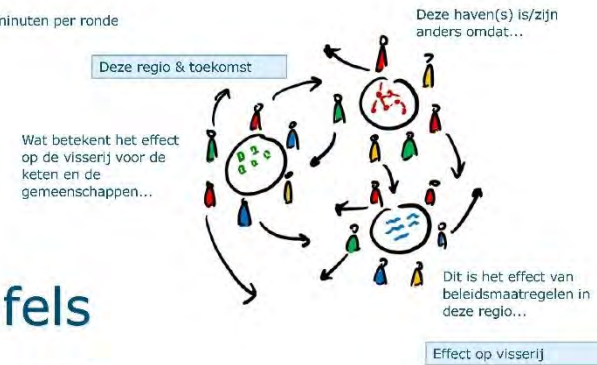 minuten per ronde
Deze haven(s) is/zijn
anders omdat...
Deze regio & toekomst
Wat betekent het effect
op de visserij voor de
keten en de
gemeenschappen...
fels
Dit is het effect van
beleidsmaatregelen in
deze regio...
Effect op visserij